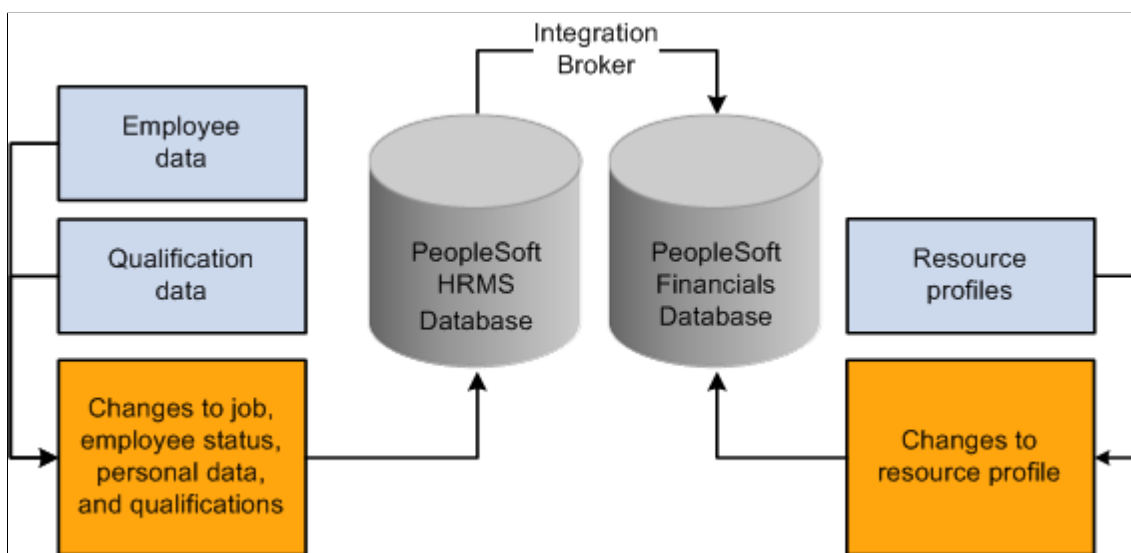 Integration
Broker
Employee
data
Qualification
data
Changes to job,
employee status,
personal data,
and qualifications
PeopleSoft
HRMS
Database
PeopleSoft
Financials
Database
Resource
profiles
Changes to
resource profile